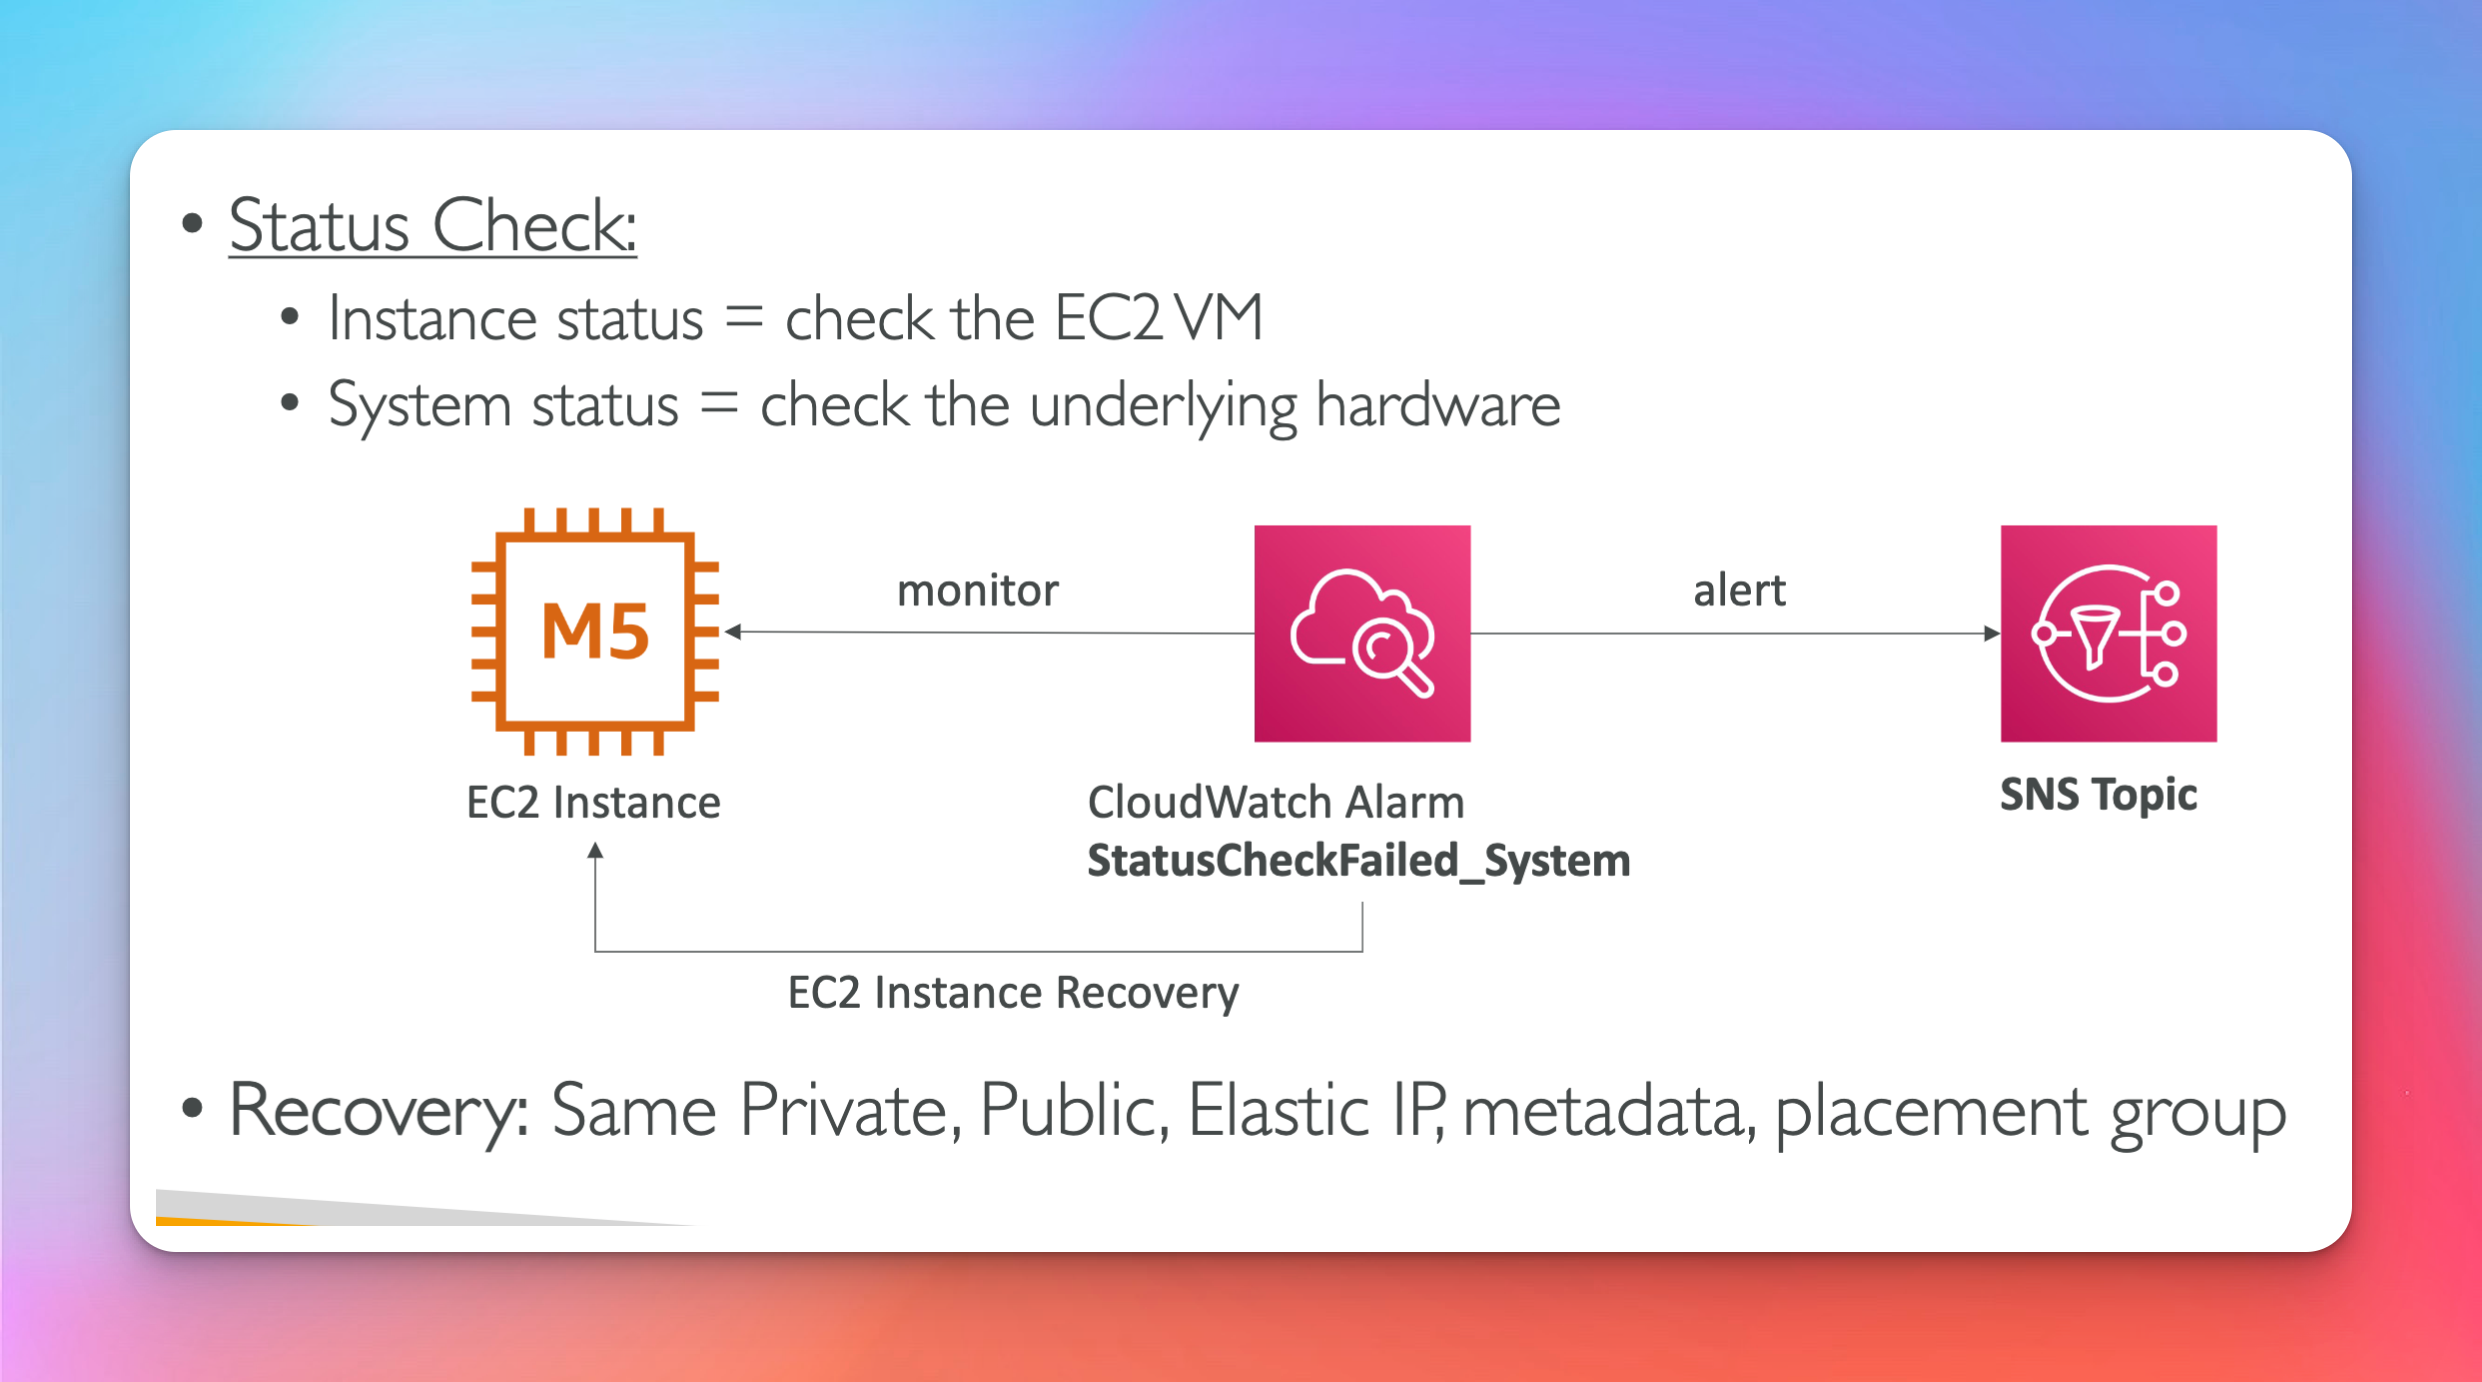 • Status Check:
• Instance status = check the EC2 VM
• System status = check the underlying hardware
M5
monitor
alert
EC2 Instance
CloudWatch Alarm
StatusCheckFailed_System
SNS Topic
EC2 Instance Recovery
• Recovery: Same Private, Public, Elastic IP, metadata, placement group